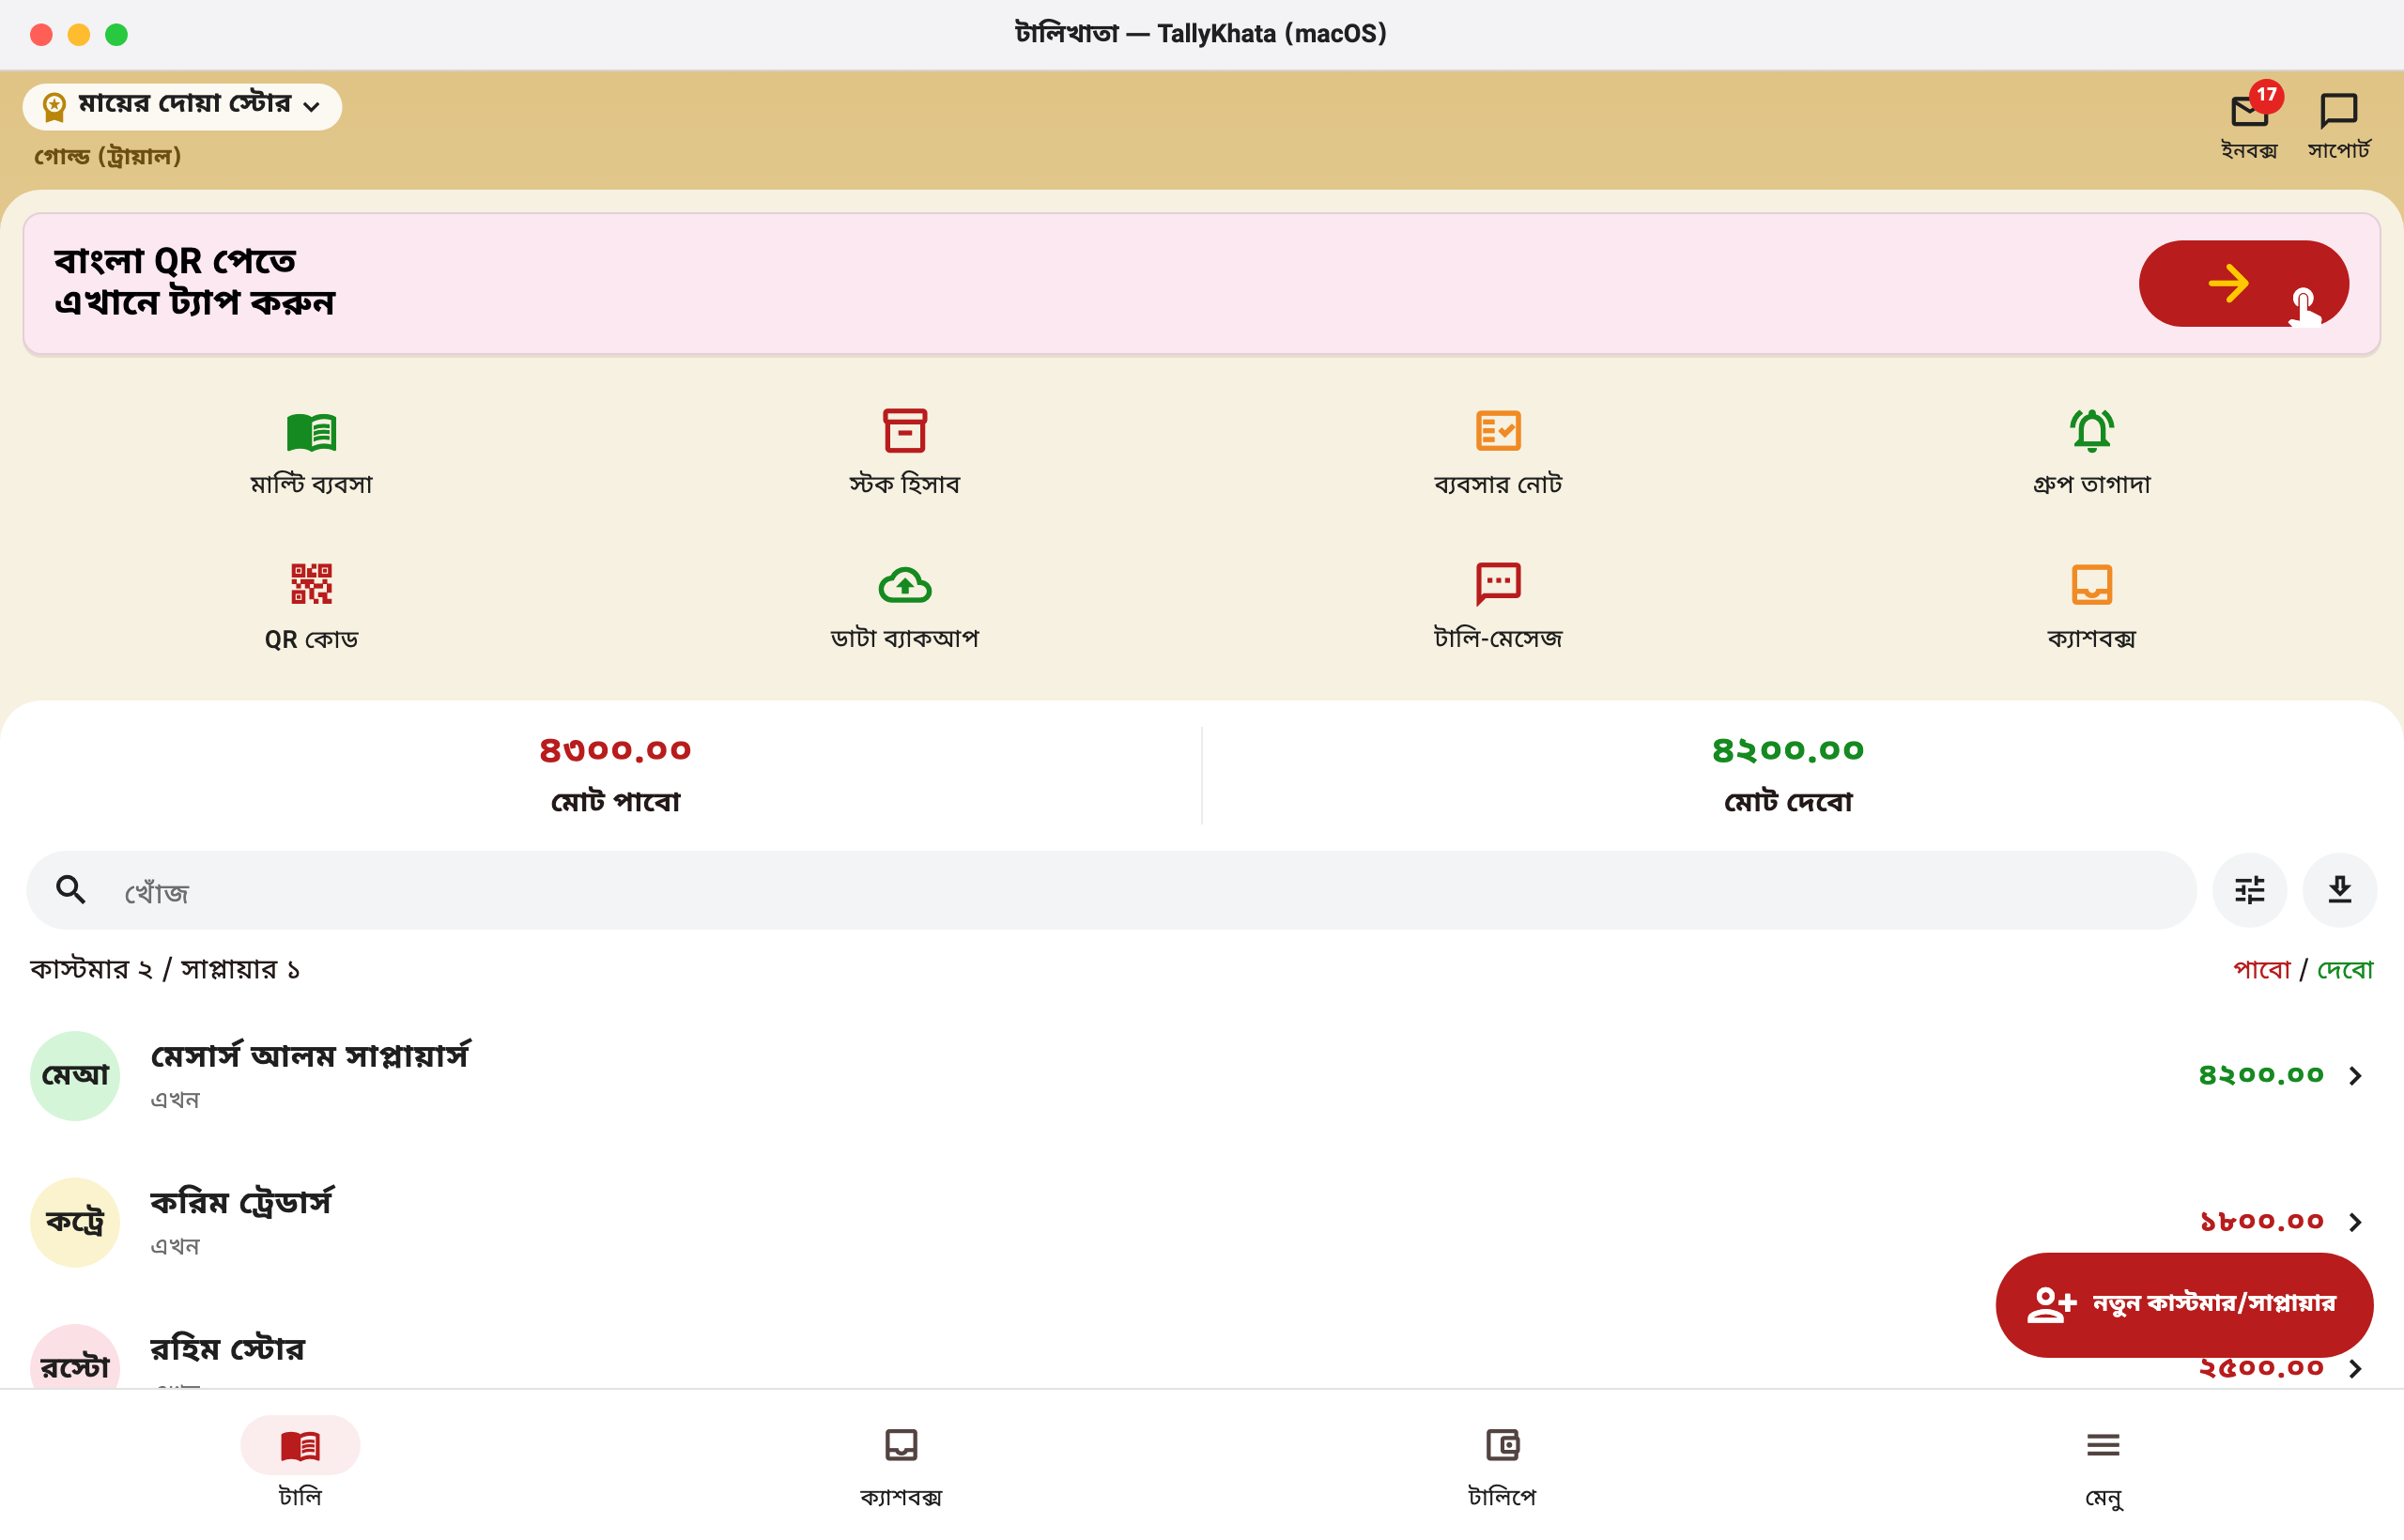 টালিখাতা — TallyKhata (macOS)
মায়ের দোয়া স্টোর
গোল্ড (ট্রায়াল)
17
ইনবক্স
সাপোর্ট
বাংলা QR পেতে
এখানে ট্যাপ করুন
মাল্টি ব্যবসা
স্টক হিসাব
ব্যবসার নোট
গ্রুপ তাগাদা
QR কোড
ডাটা ব্যাকআপ
টালি-মেসেজ
ক্যাশবক্স
৪৩০০.০০
মোট পাবো
৪২০০.০০
মোট দেবো
খোঁজ
কাস্টমার ২ / সাপ্লায়ার ১
পাবো / দেবো
মেআ
মেসার্স আলম সাপ্লায়ার্স
এখন
৪২০০.০০
কট্রে
করিম ট্রেডার্স
এখন
১৮০০.০০
নতুন কাস্টমার/সাপ্লায়ার
রস্টো
রহিম স্টোর
২৫০০.০০
টালি
ক্যাশবক্স
টালিপে
মেনু